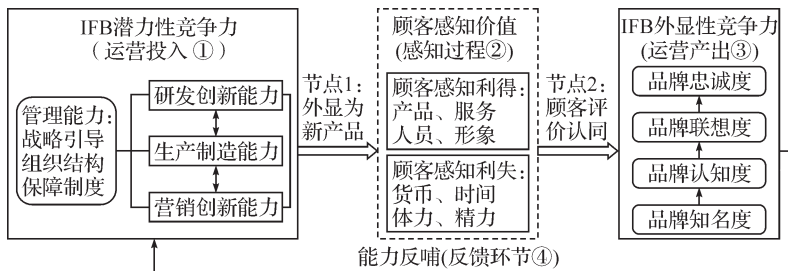 IFB潜力性竞争力
(运营投入①)
管理能力：
战略引导
组织结构
保障制度
研发创新能力
生产制造能力
营销创新能力
节点1：
外显为
新产品
顾客感知价值
(感知过程②)
顾客感知利得：
产品、服务
人员、形象
顾客感知利失：
货币、时间
体力、精力
节点2：
顾客评
价认同
IFB外显性竞争力
(运营产出③)
品牌忠诚度
品牌联想度
品牌认知度
品牌知名度
能力反哺(反馈环节④)